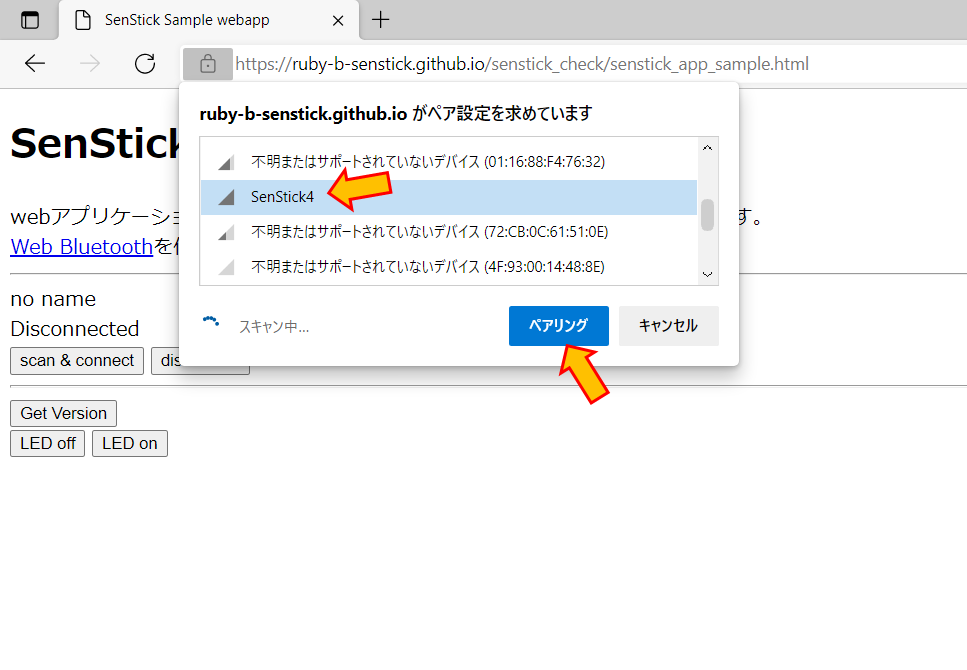 SenStick Sample webapp
https://ruby-b-senstick.github.io/senstick_check/senstick_app_sample.html
ruby-b-senstick.github.io がペア設定を求めています
不明またはサポートされていないデバイス (01:16:88:F4:76:32)
SenStick4
不明またはサポートされていないデバイス (72:CB:0C:61:51:0E)
不明またはサポートされていないデバイス (4F:93:00:14:48:8E)
スキャン中...
ペアリング
キャンセル
SenStick
webアプリケーショ す。
Web Bluetoothを
no name
Disconnected
scan & connect dis
Get Version
LED off LED on